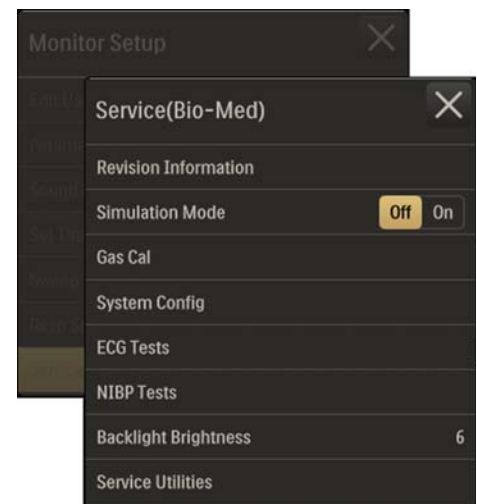 Monitor Setup
Service(Bio-Med)
Revision Information
Simulation Mode Off On
Gas Cal
System Config
ECG Tests
NIBP Tests
Backlight Brightness 6
Service Utilities